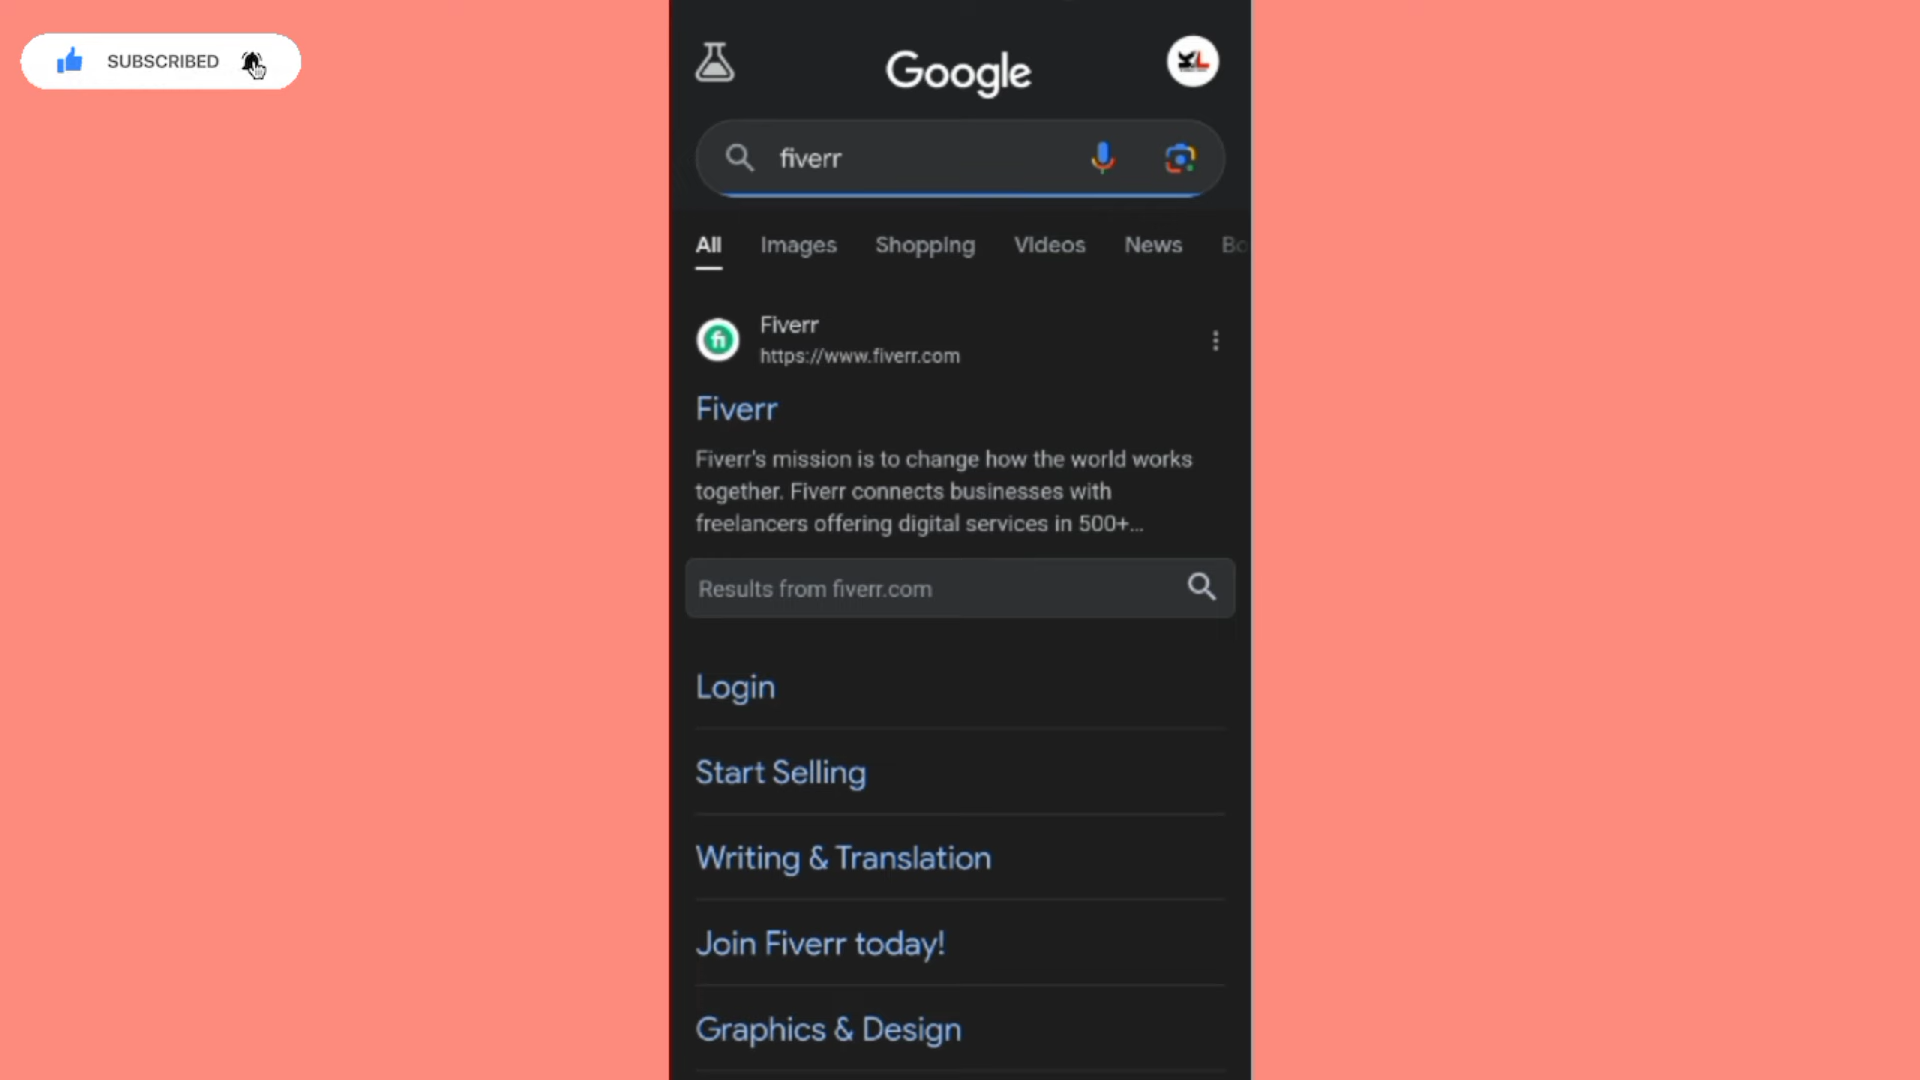 SUBSCRIBED
Google
fiverr
All Images Shopping Videos News Bo
Fiverr
https://www.fiverr.com
Fiverr
Fiverr's mission is to change how the world works
together. Fiverr connects businesses with
freelancers offering digital services in 500+...
Results from fiverr.com
Login
Start Selling
Writing & Translation
Join Fiverr today!
Graphics & Design